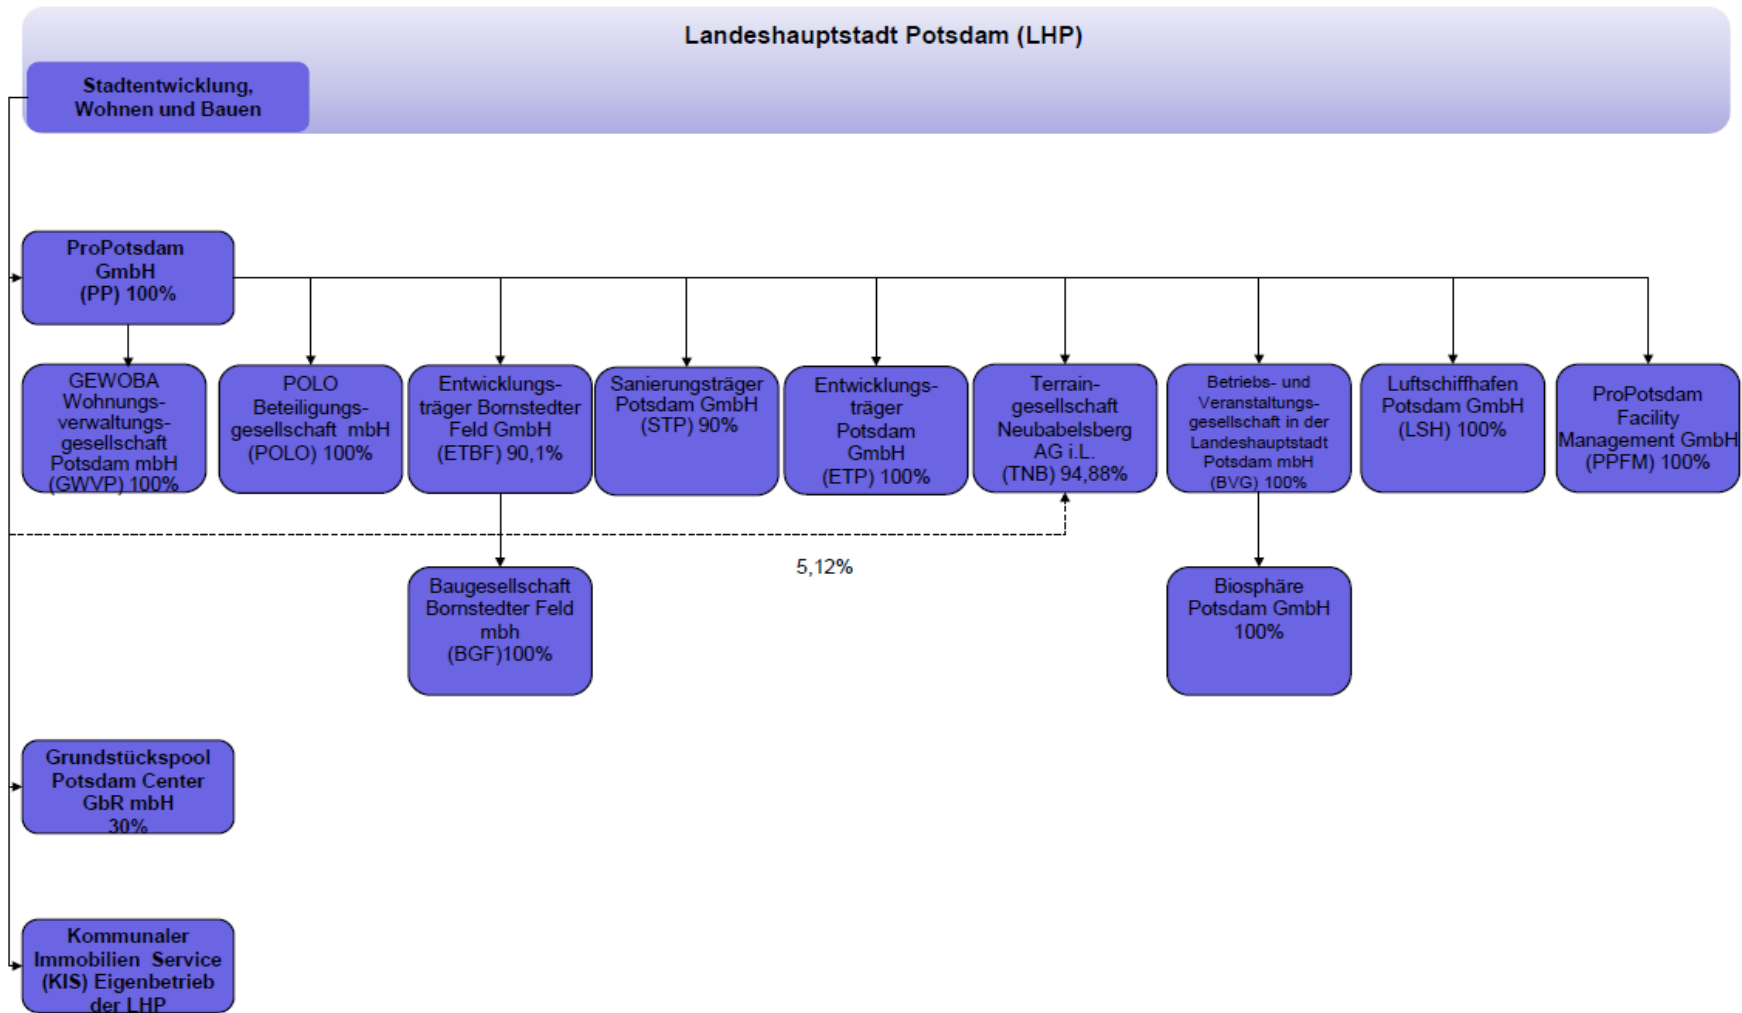 Landeshauptstadt Potsdam (LHP)
Stadtentwicklung,
Wohnen und Bauen
ProPotsdam
GmbH
(PP) 100%
GEWOBA
Wohnungs-
verwaltungs-
gesellschaft
Potsdam mbH
(GWVP) 100%
POLO
Beteiligungs-
gesellschaft mbH
(POLO) 100%
Entwicklungs-
träger Bornstedter
Feld GmbH
(ETBF) 90,1%
Sanierungsträger
Potsdam GmbH
(STP) 90%
Entwicklungs-
träger
Potsdam
GmbH
(ETP) 100%
Terrain-
gesellschaft
Neubabelsberg
AG i.L.
(TNB) 94,88%
Betriebs- und
Veranstaltungs-
gesellschaft in der
Landeshauptstadt
Potsdam mbH
(BVG) 100%
Luftschiffhafen
Potsdam GmbH
(LSH) 100%
ProPotsdam
Facility
Management GmbH
(PPFM) 100%
5,12%
Baugesellschaft
Bornstedter Feld
mbh
(BGF)100%
Biosphäre
Potsdam GmbH
100%
Grundstückspool
Potsdam Center
GbR mbH
30%
Kommunaler
Immobilien Service
(KIS) Eigenbetrieb
der LHP